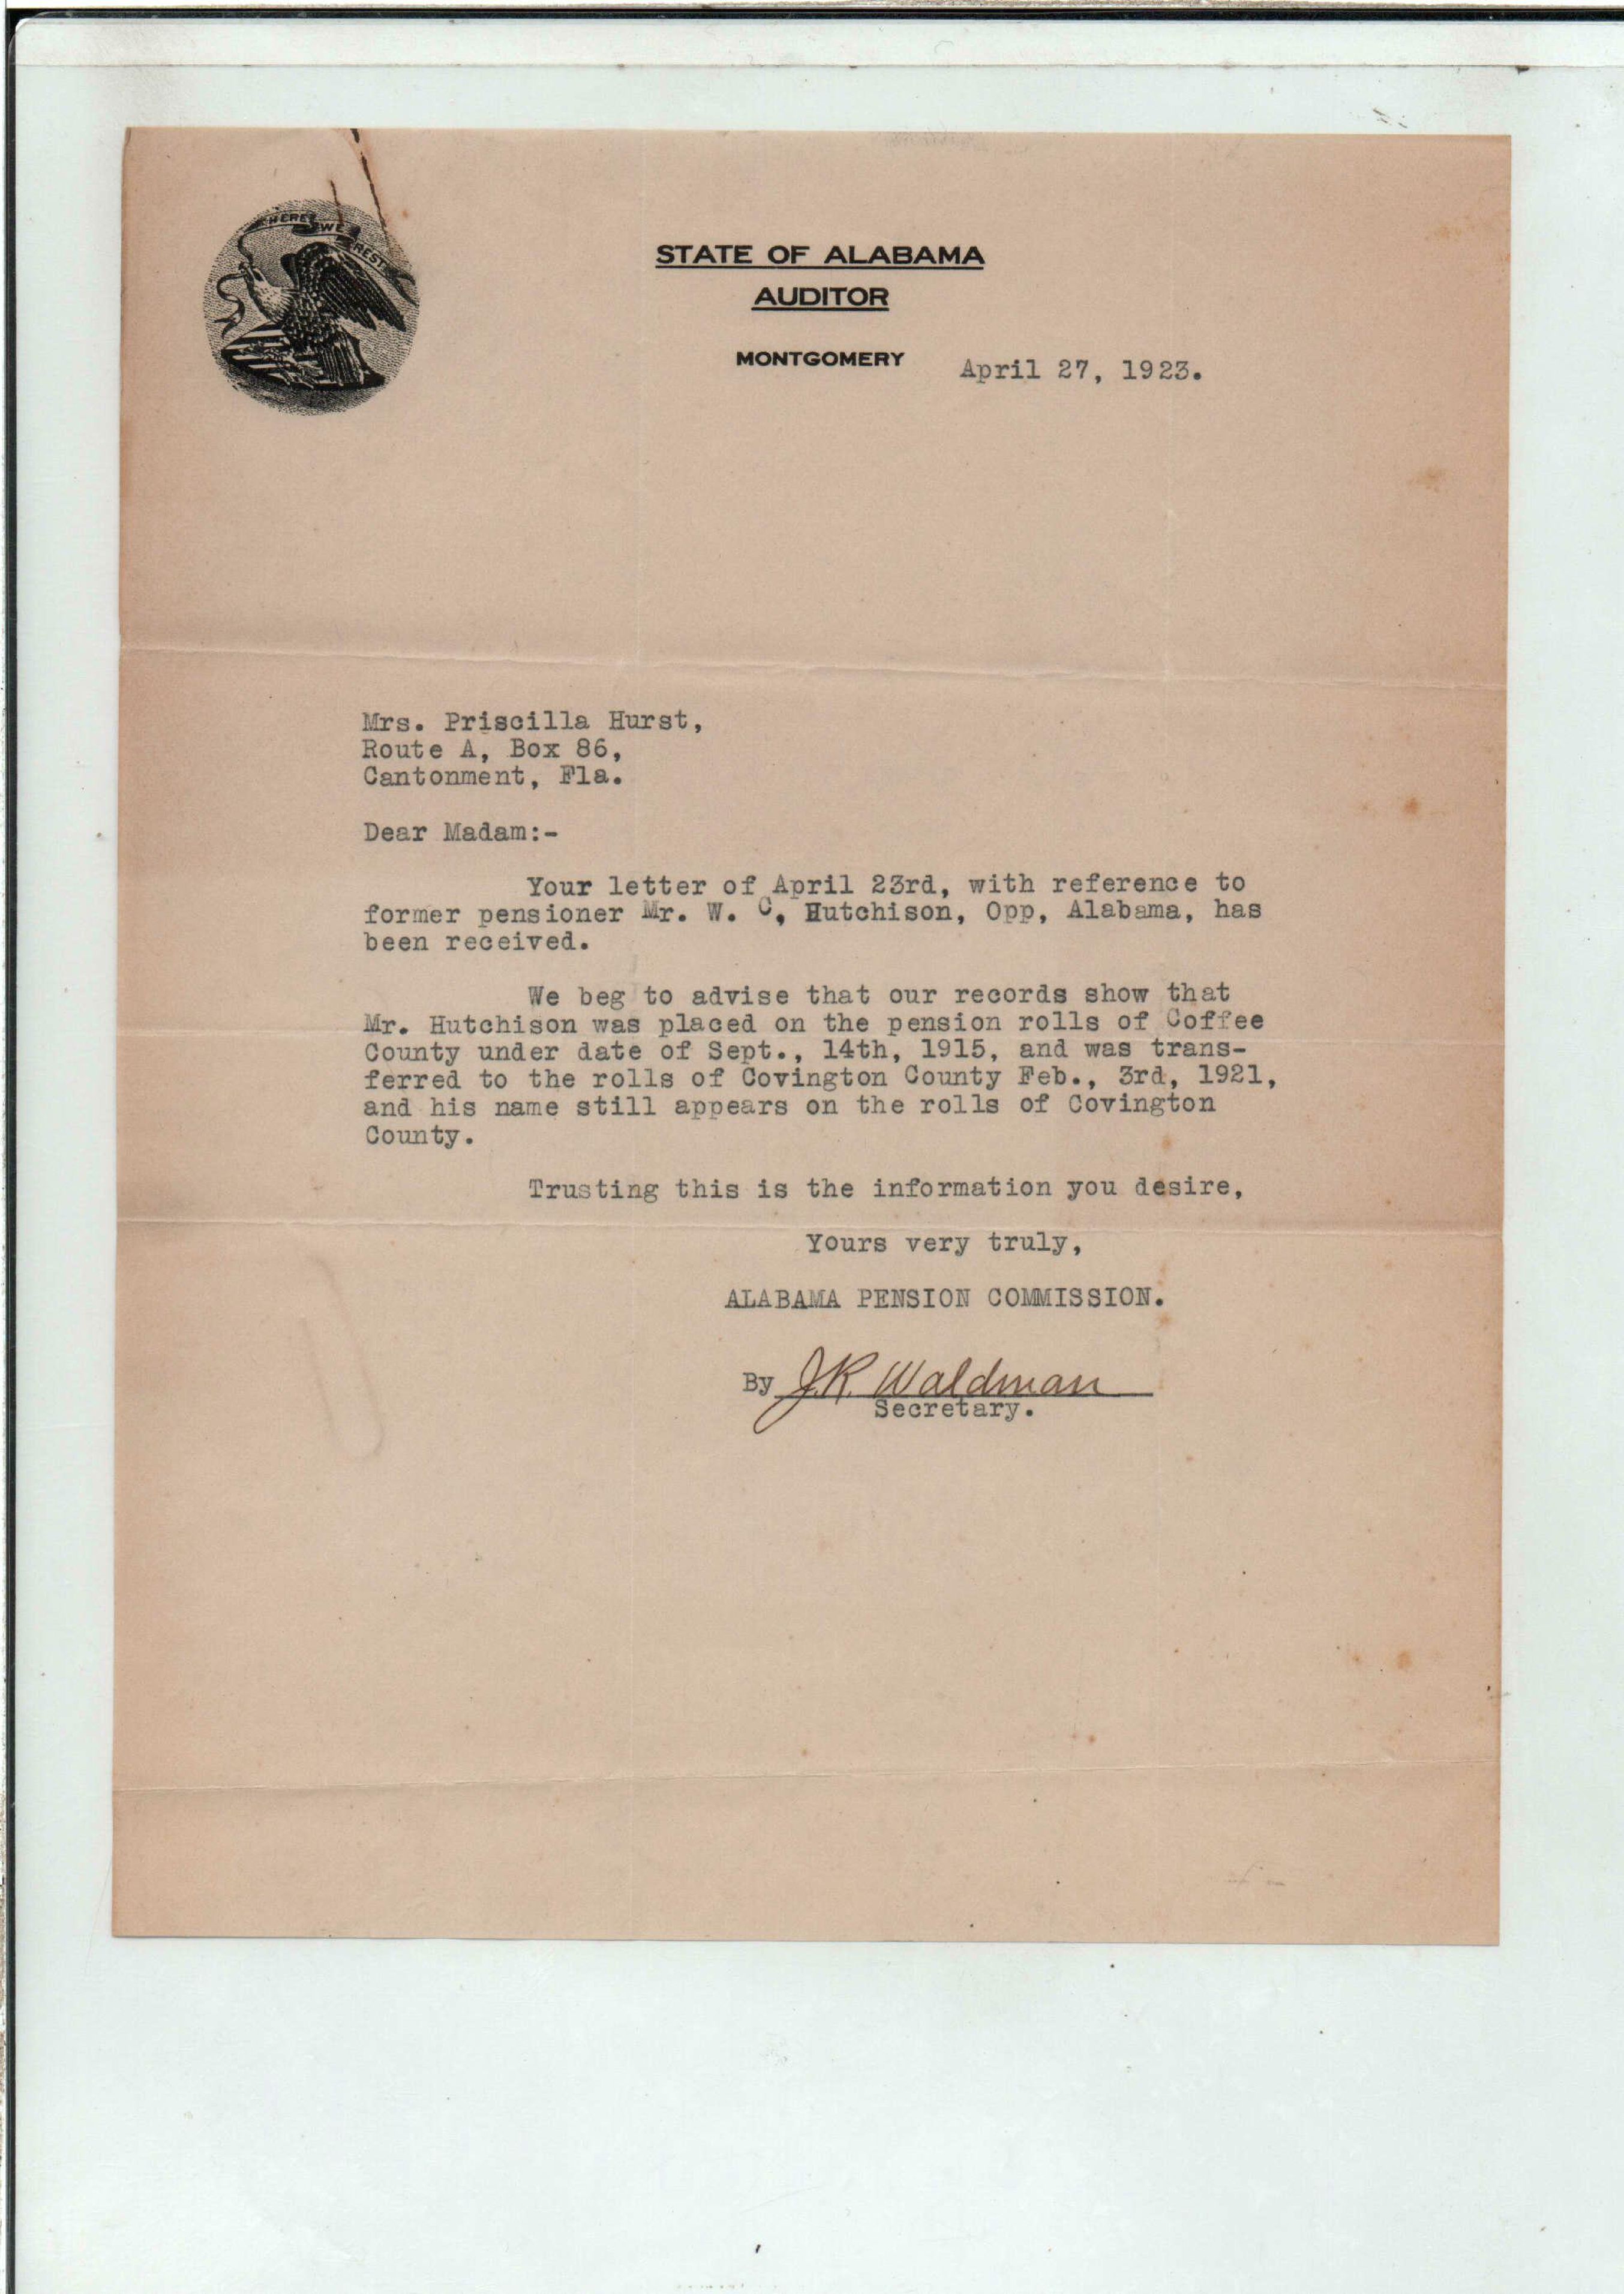 HERE WE REST
STATE OF ALABAMA
AUDITOR
MONTGOMERY
April 27, 1923.
Mrs. Priscilla Hurst,
Route A, Box 86,
Cantonment, Fla.
Dear Madam:-
Your letter of April 23rd, with reference to
former pensioner Mr. W. C, Hutchison, Opp, Alabama, has
been received.
We beg to advise that our records show that
Mr. Hutchison was placed on the pension rolls of Coffee
County under date of Sept., 14th, 1915, and was trans-
ferred to the rolls of Covington County Feb., 3rd, 1921,
and his name still appears on the rolls of Covington
County.
Trusting this is the information you desire,
Yours very truly,
ALABAMA PENSION COMMISSION.
By J.R. Waldman
Secretary.